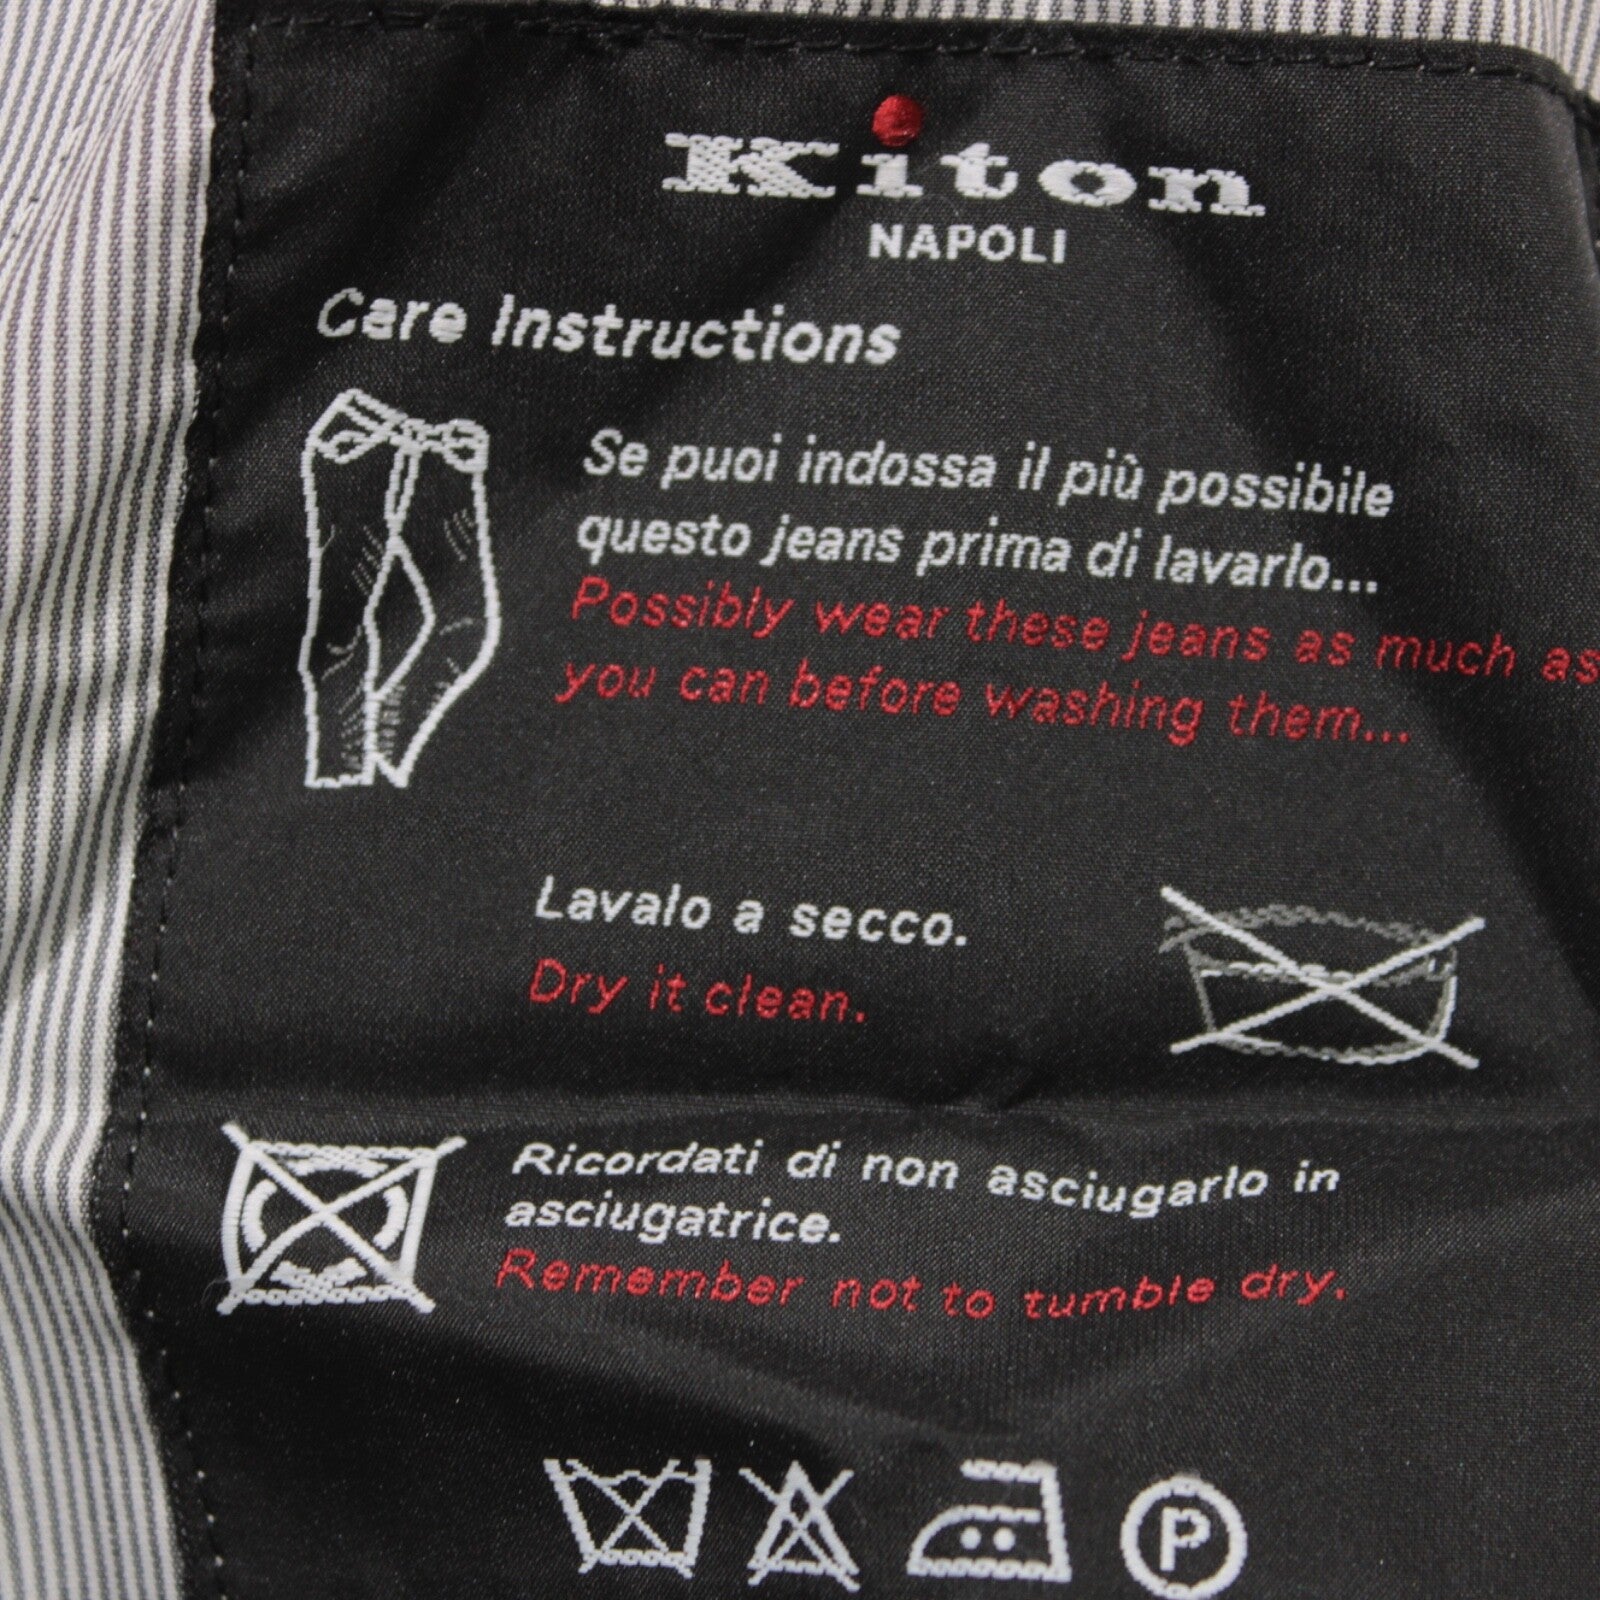 Kiton
NAPOLI
Care Instructions
Se puoi indossa il più possibile
questo jeans prima di lavarlo...
Possibly wear these jeans as much as
you can before washing them...
Lavalo a secco.
Dry it clean.
Ricordati di non asciugarlo in
asciugatrice.
Remember not to tumble dry.
P